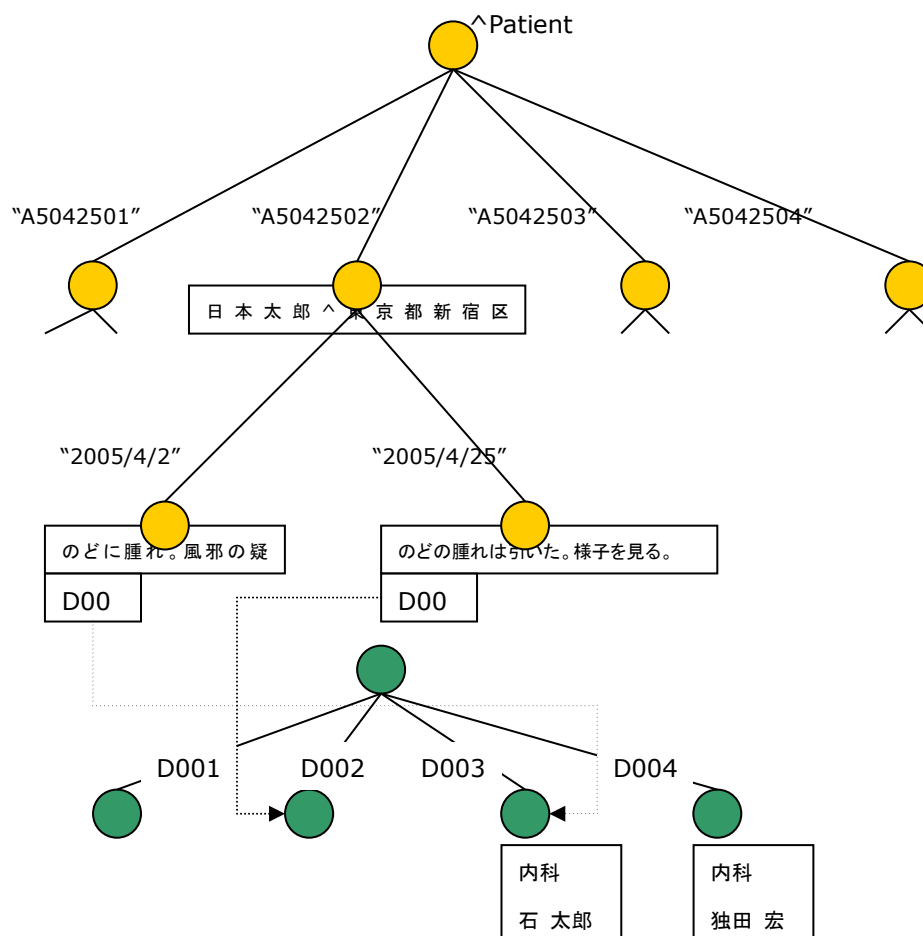 ^Patient
“A5042501”
“A5042502”
“A5042503”
“A5042504”
日本太郎^東京都新宿区
“2005/4/2”
“2005/4/25”
のどに腫れ。風邪の疑
のどの腫れは引いた。様子を見る。
D00
D00
D001
D002
D003
D004
内科
石 太郎
内科
独田 宏